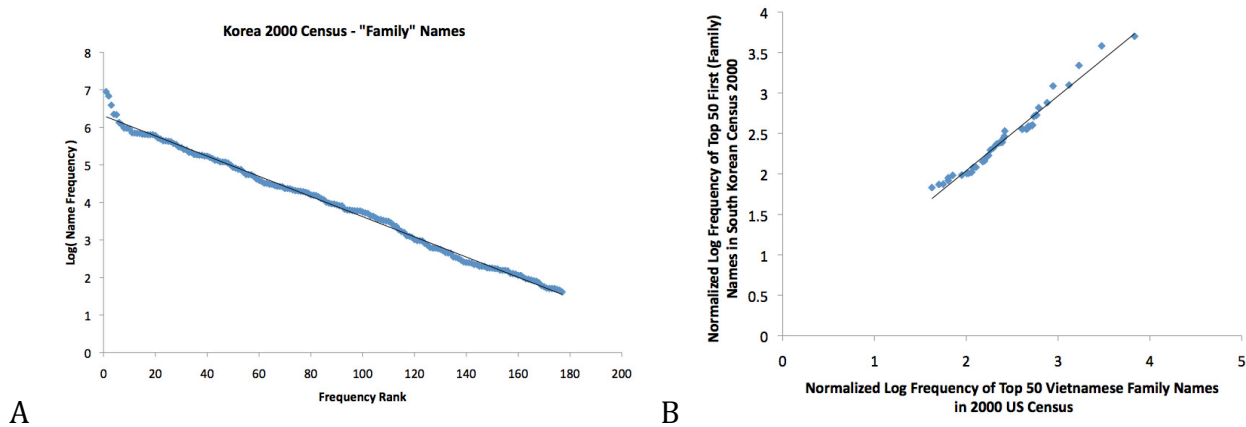 Korea 2000 Census - "Family" Names
Log( Name Frequency )
8
7
6
5
4
3
2
1
0
0 20 40 60 80 100 120 140 160 180 200
Frequency Rank
A
Normalized Log Frequency of Top 50 First (Family)
Names in South Korean Census 2000
4
3.5
3
2.5
2
1.5
1
0.5
0
0 1 2 3 4 5
Normalized Log Frequency of Top 50 Vietnamese Family Names
in 2000 US Census
B